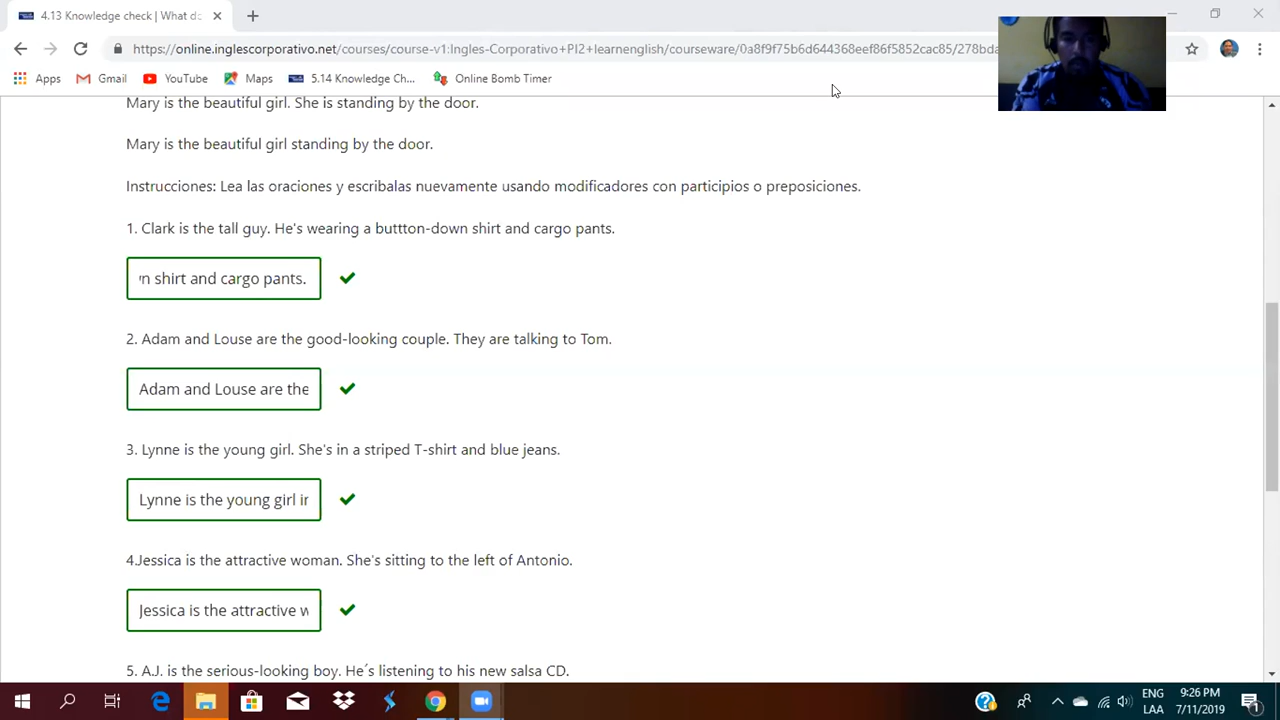 4.13 Knowledge check | What d
https://online.inglescorporativo.net/courses/course-v1:Ingles-Corporativo+PI2+learnenglish/courseware/0a8f9f75b6d644368eef86f5852cac85/278bda
Apps Gmail YouTube Maps 5.14 Knowledge Ch... Online Bomb Timer
Mary is the beautiful girl. She is standing by the door.
Mary is the beautiful girl standing by the door.
Instrucciones: Lea las oraciones y escribalas nuevamente usando modificadores con participios o preposiciones.
1. Clark is the tall guy. He's wearing a buttton-down shirt and cargo pants.
n shirt and cargo pants.
2. Adam and Louse are the good-looking couple. They are talking to Tom.
Adam and Louse are the
3. Lynne is the young girl. She's in a striped T-shirt and blue jeans.
Lynne is the young girl in
4.Jessica is the attractive woman. She's sitting to the left of Antonio.
Jessica is the attractive w
5. A.J. is the serious-looking boy. He´s listening to his new salsa CD.
ENG 9:26 PM
LAA 7/11/2019